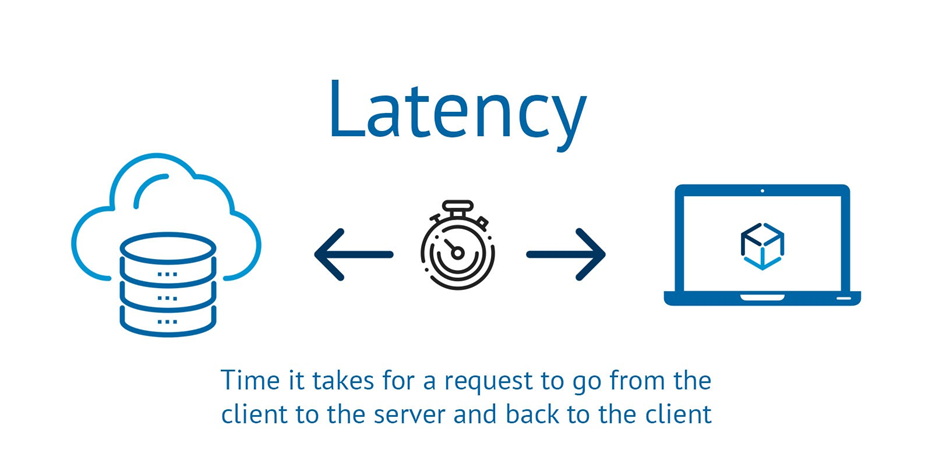 Latency
Time it takes for a request to go from the
client to the server and back to the client